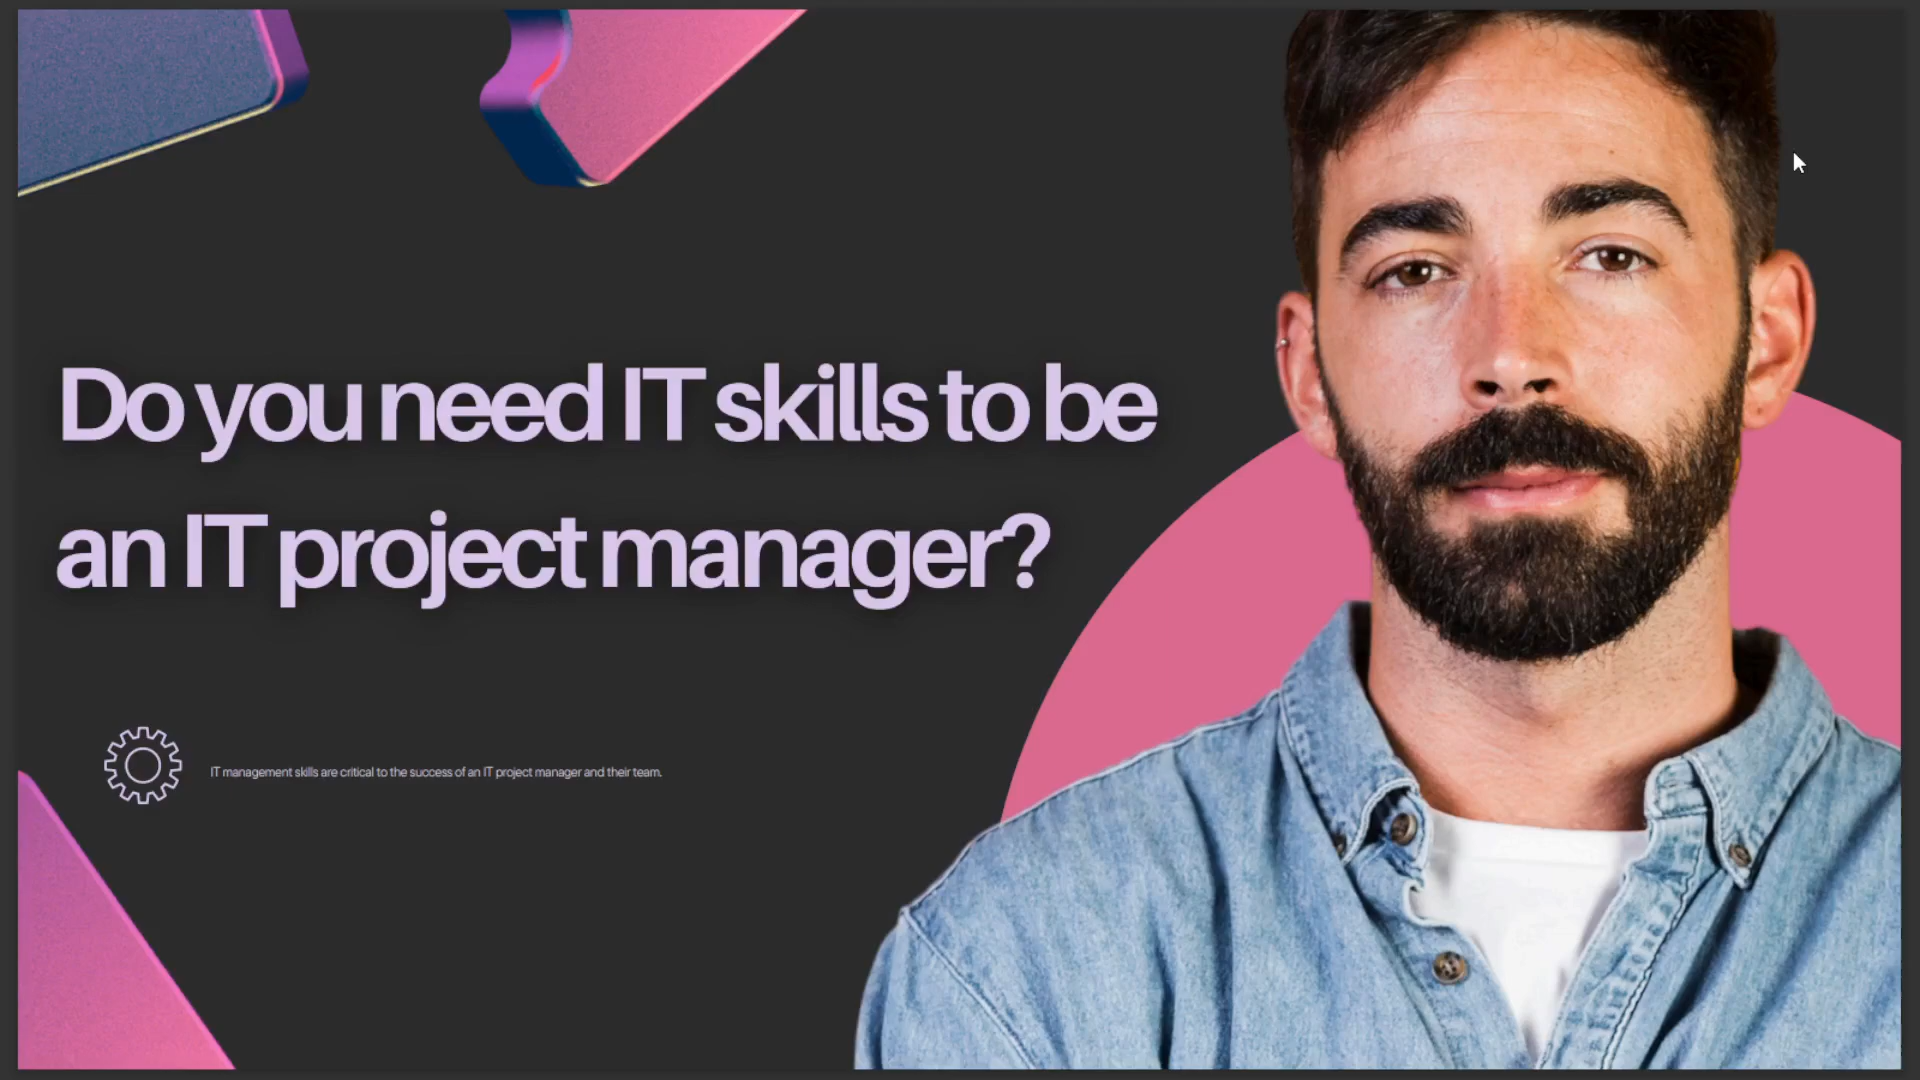 Do you need IT skills to be
an IT project manager?
IT management skills are critical to the success of an IT project manager and their team.